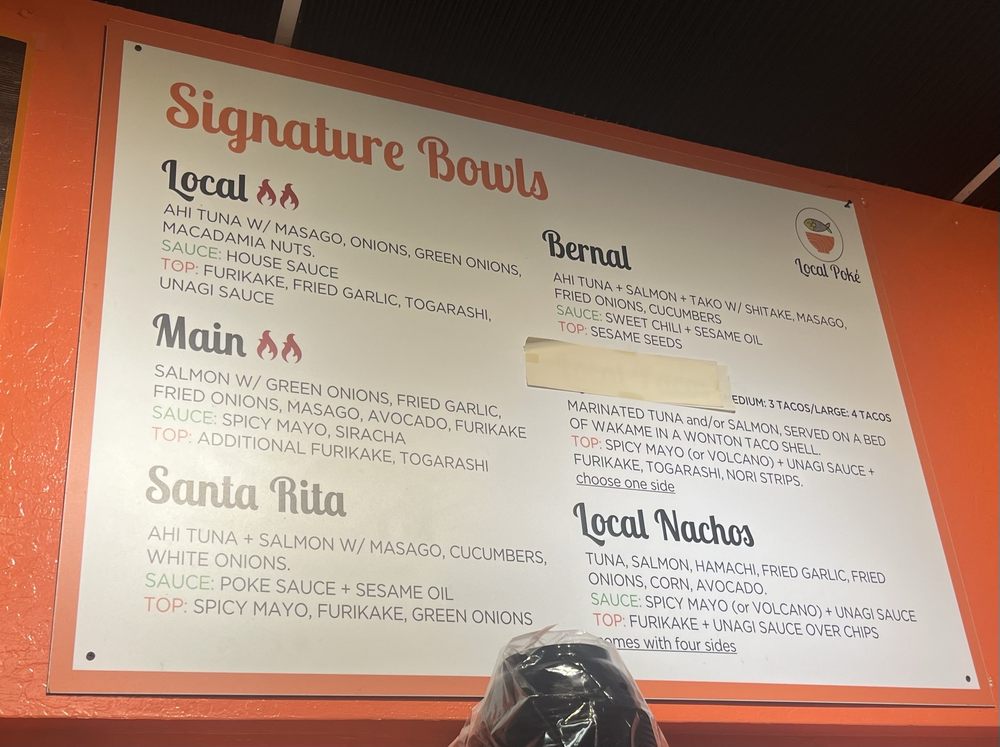 Signature Bowls
Local
AHI TUNA W/ MASAGO, ONIONS, GREEN ONIONS,
MACADAMIA NUTS.
SAUCE: HOUSE SAUCE
TOP: FURIKAKE, FRIED GARLIC, TOGARASHI,
UNAGI SAUCE
Main
SALMON W/ GREEN ONIONS, FRIED GARLIC,
FRIED ONIONS, MASAGO, AVOCADO, FURIKAKE
SAUCE: SPICY MAYO, SIRACHA
TOP: ADDITIONAL FURIKAKE, TOGARASHI
Santa Rita
AHI TUNA + SALMON W/ MASAGO, CUCUMBERS,
WHITE ONIONS.
SAUCE: POKE SAUCE + SESAME OIL
TOP: SPICY MAYO, FURIKAKE, GREEN ONIONS
Local Poké
Bernal
AHI TUNA + SALMON + TAKO W/ SHITAKE, MASAGO,
FRIED ONIONS, CUCUMBERS
SAUCE: SWEET CHILI + SESAME OIL
TOP: SESAME SEEDS
EDIUM: 3 TACOS/LARGE: 4 TACOS
MARINATED TUNA and/or SALMON, SERVED ON A BED
OF WAKAME IN A WONTON TACO SHELL.
TOP: SPICY MAYO (or VOLCANO) + UNAGI SAUCE +
FURIKAKE, TOGARASHI, NORI STRIPS.
choose one side
Local Nachos
TUNA, SALMON, HAMACHI, FRIED GARLIC, FRIED
ONIONS, CORN, AVOCADO.
SAUCE: SPICY MAYO (or VOLCANO) + UNAGI SAUCE
TOP: FURIKAKE + UNAGI SAUCE OVER CHIPS
omes with four sides